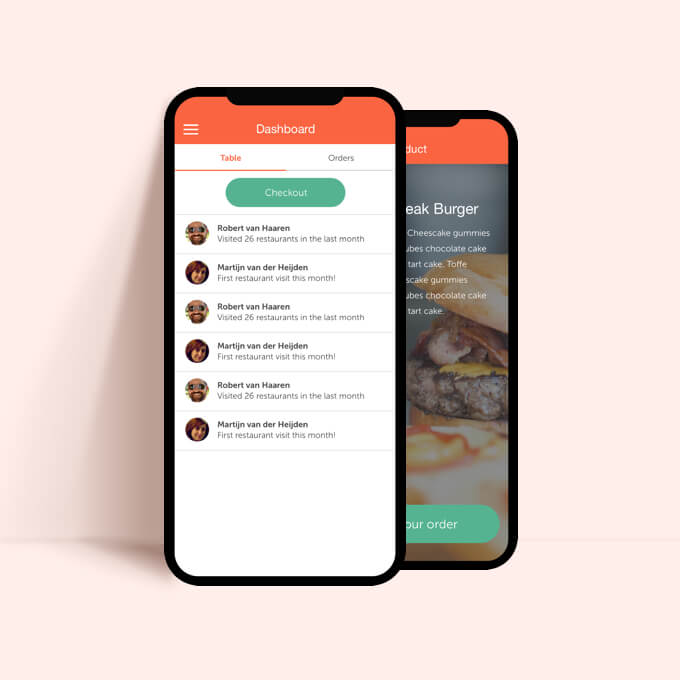 Dashboard
Table
Orders
Checkout
Robert van Haaren
Visited 26 restaurants in the last month
Martijn van der Heijden
First restaurant visit this month!
Robert van Haaren
Visited 26 restaurants in the last month
Martijn van der Heijden
First restaurant visit this month!
Robert van Haaren
Visited 26 restaurants in the last month
Martijn van der Heijden
First restaurant visit this month!
duct
eak Burger
Cheescake gummies
ubes chocolate cake
tart cake. Toffe
scake gummies
ubes chocolate cake
tart cake.
our order